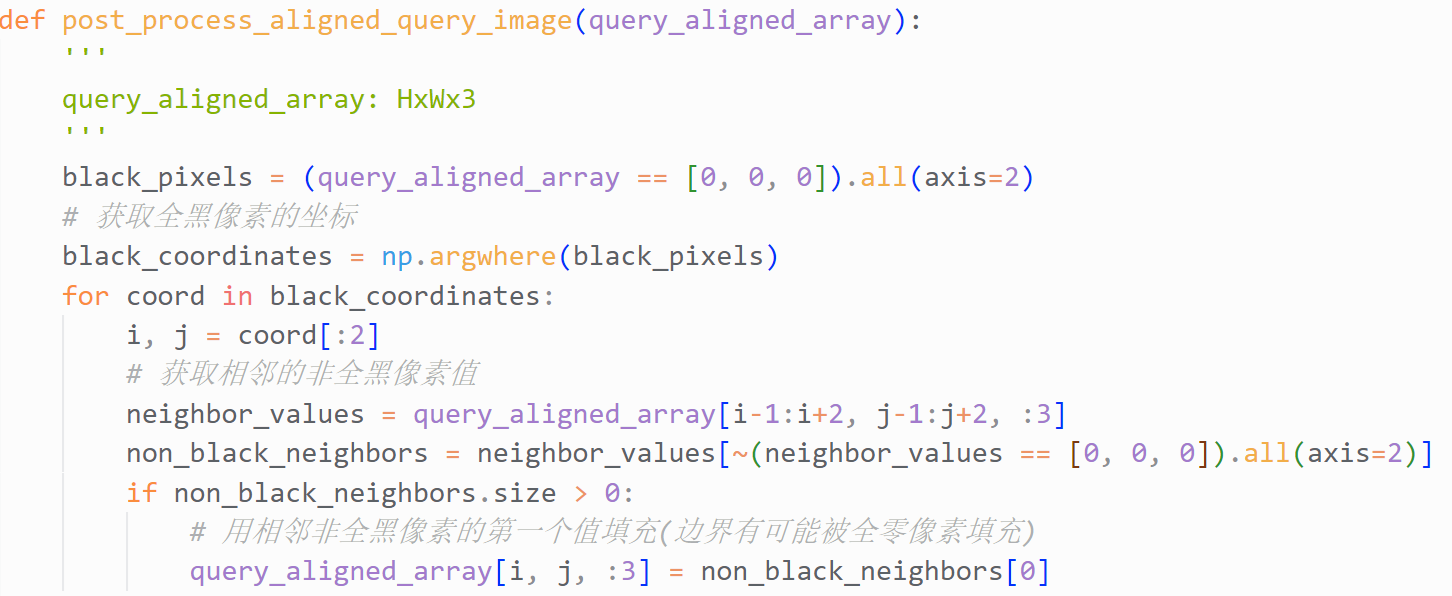 def post_process_aligned_query_image(query_aligned_array):
    '''
    query_aligned_array: HxWx3
    '''
    black_pixels = (query_aligned_array == [0, 0, 0]).all(axis=2)
    # 获取全黑像素的坐标
    black_coordinates = np.argwhere(black_pixels)
    for coord in black_coordinates:
        i, j = coord[:2]
        # 获取相邻的非全黑像素值
        neighbor_values = query_aligned_array[i-1:i+2, j-1:j+2, :3]
        non_black_neighbors = neighbor_values[~(neighbor_values == [0, 0, 0]).all(axis=2)]
        if non_black_neighbors.size > 0:
            # 用相邻非全黑像素的第一个值填充(边界有可能被全零像素填充)
            query_aligned_array[i, j, :3] = non_black_neighbors[0]